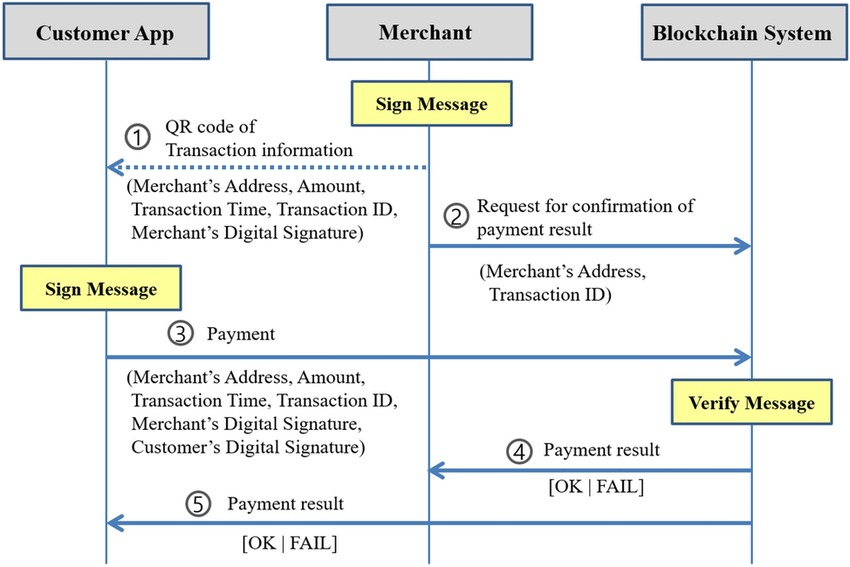 Customer App
Merchant
Blockchain System
Sign Message
① QR code of
Transaction information
(Merchant’s Address, Amount,
Transaction Time, Transaction ID,
Merchant’s Digital Signature)
② Request for confirmation of
payment result
(Merchant’s Address,
Transaction ID)
Sign Message
③ Payment
(Merchant’s Address, Amount,
Transaction Time, Transaction ID,
Merchant’s Digital Signature,
Customer’s Digital Signature)
Verify Message
④ Payment result
[OK | FAIL]
⑤ Payment result
[OK | FAIL]